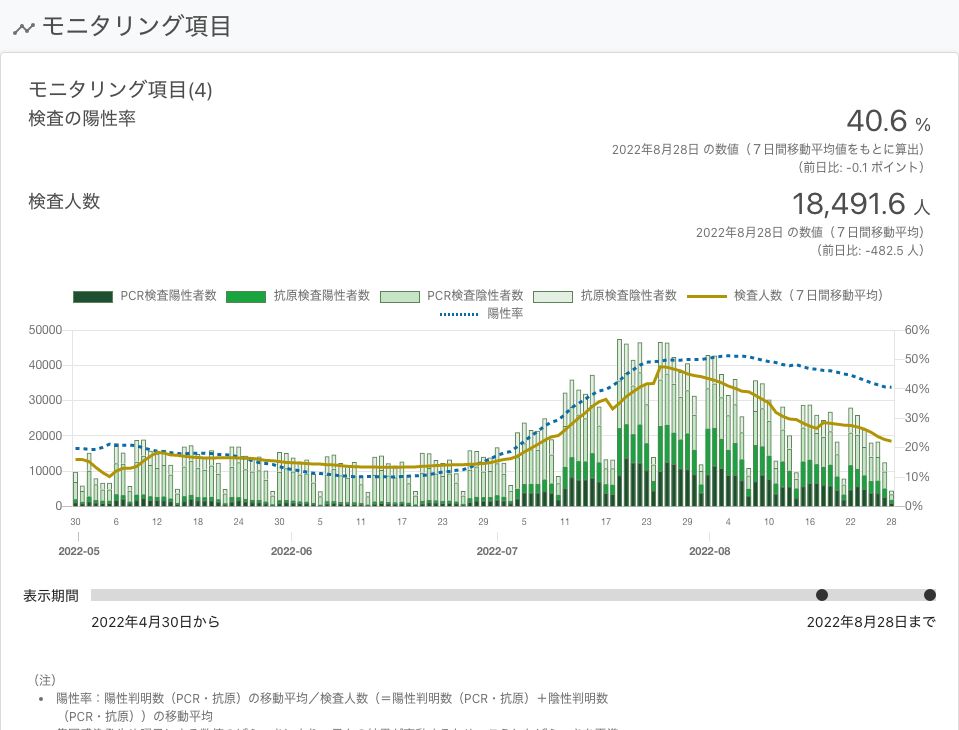 モニタリング項目
モニタリング項目(4)
検査の陽性率
40.6 %
2022年8月28日 の数値（７日間移動平均値をもとに算出）
（前日比: -0.1 ポイント）
検査人数
18,491.6 人
2022年8月28日 の数値（７日間移動平均）
（前日比: -482.5 人）
PCR検査陽性者数 抗原検査陽性者数 PCR検査陰性者数 抗原検査陰性者数 検査人数（７日間移動平均）
陽性率
50000 60%
40000 50%
30000 40%
20000 30%
10000 20%
0 10%
0%
30 6 12 18 24 30 5 11 17 23 29 5 11 17 23 29 4 10 16 22 28
2022-05 2022-06 2022-07 2022-08
表示期間
2022年4月30日から 2022年8月28日まで
（注）
• 陽性率：陽性判明数（PCR・抗原）の移動平均／検査人数（＝陽性判明数（PCR・抗原）＋陰性判明数
（PCR・抗原））の移動平均